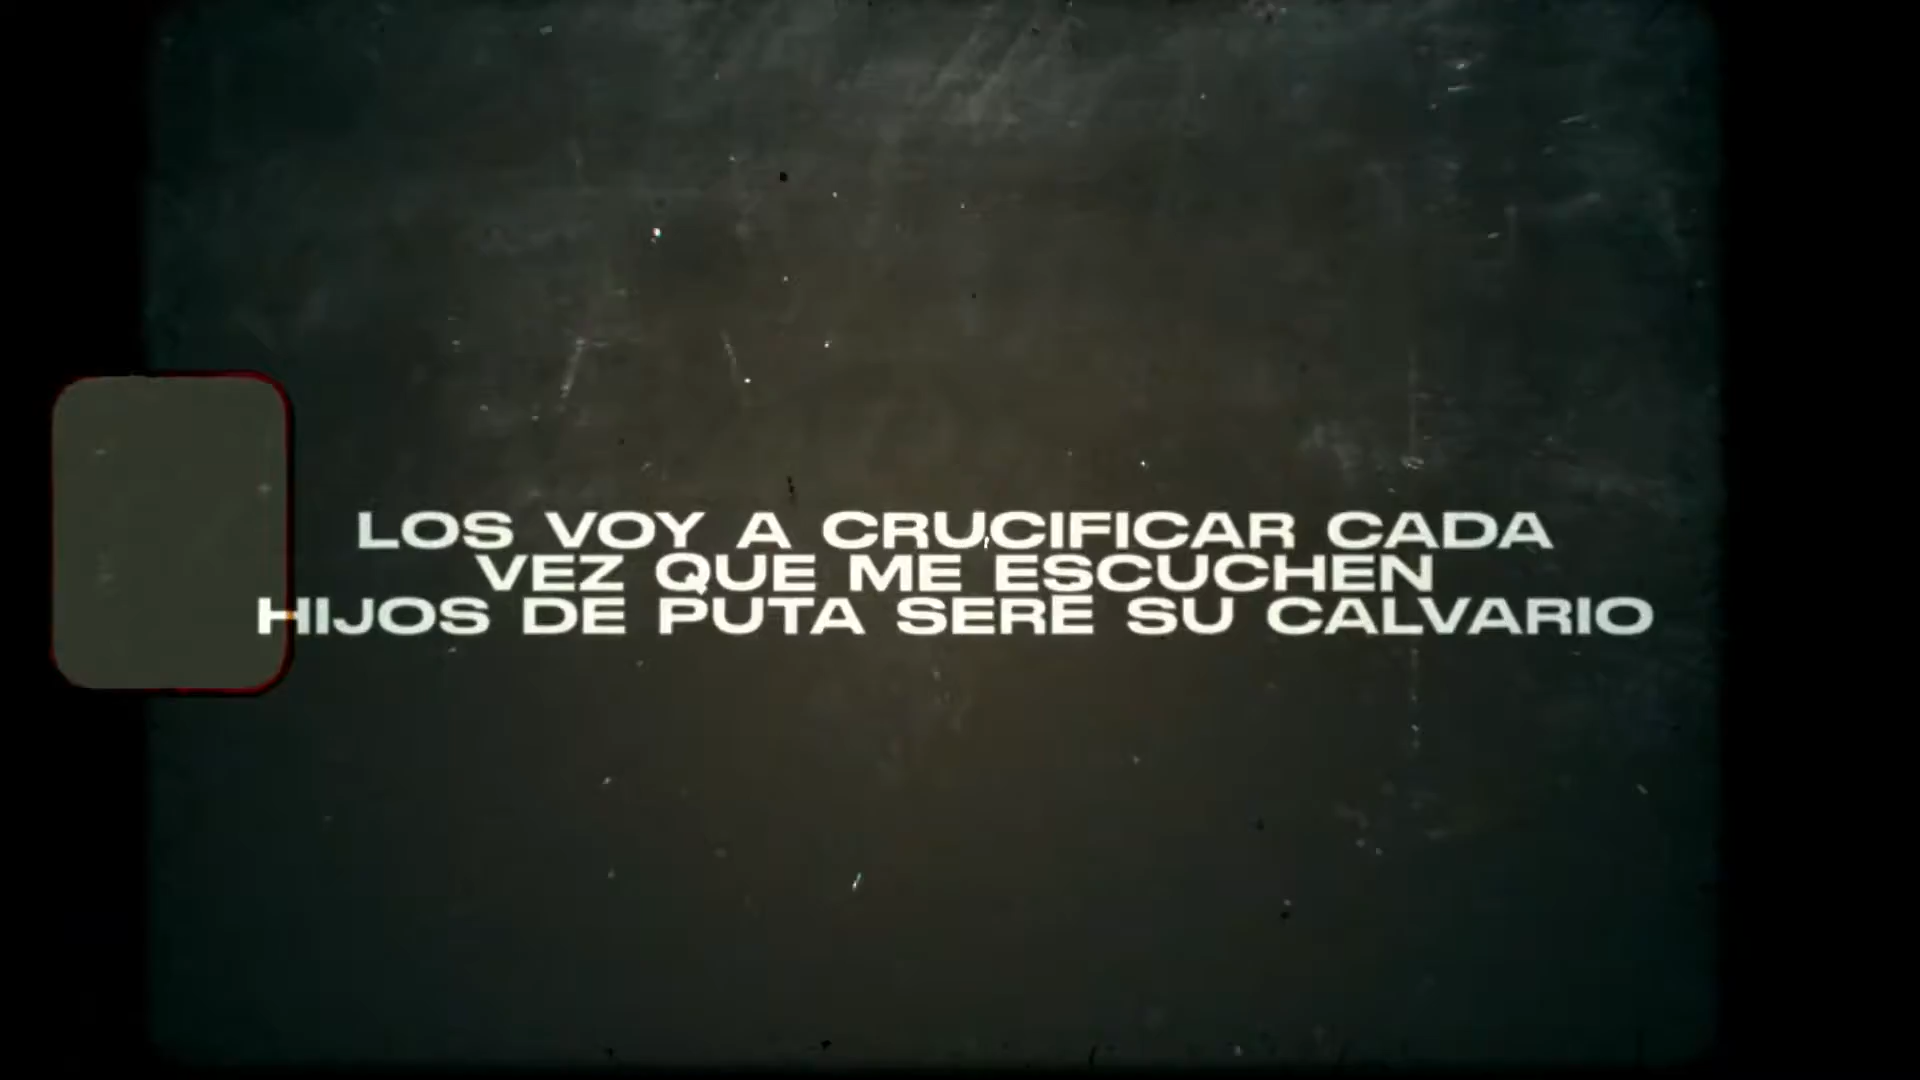 LOS VOY A CRUCIFICAR CADA
VEZ QUE ME ESCUCHEN
HIJOS DE PUTA SERÉ SU CALVARIO